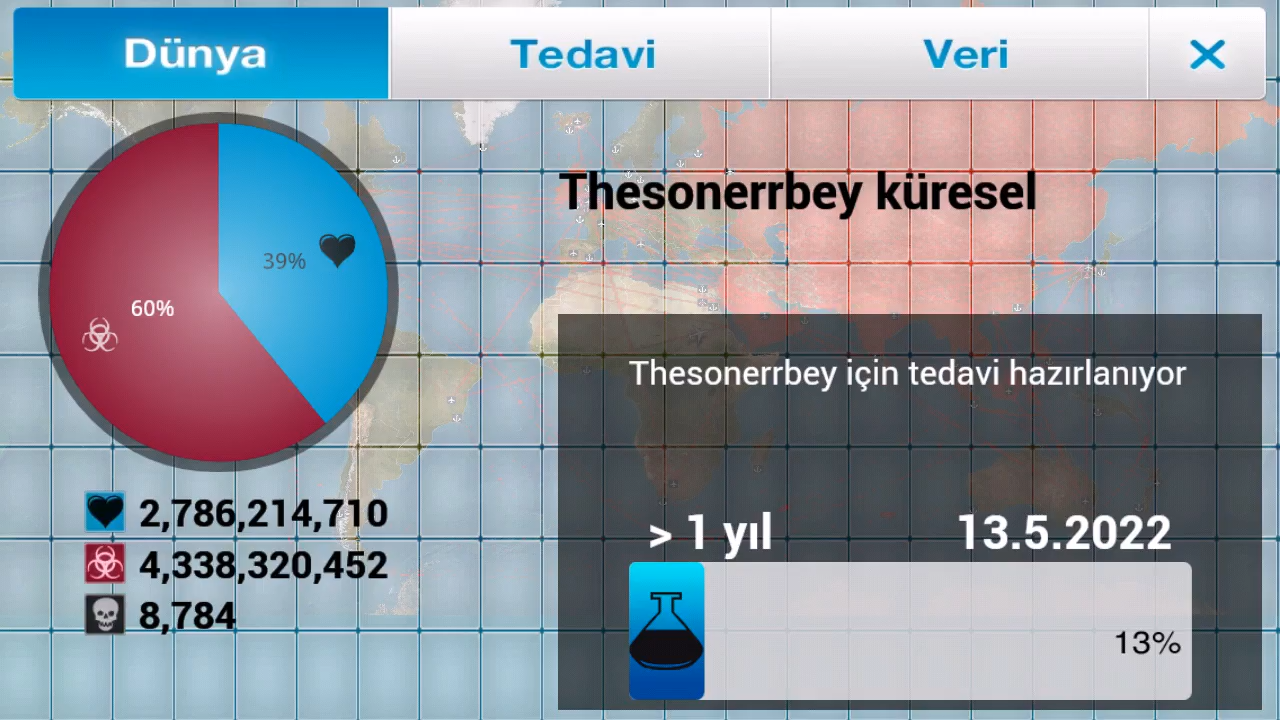 Dünya
Tedavi
Veri
Thesonerrbey küresel
39%
60%
Thesonerrbey için tedavi hazırlanıyor
2,786,214,710
4,338,320,452
8,784
> 1 yıl
13.5.2022
13%